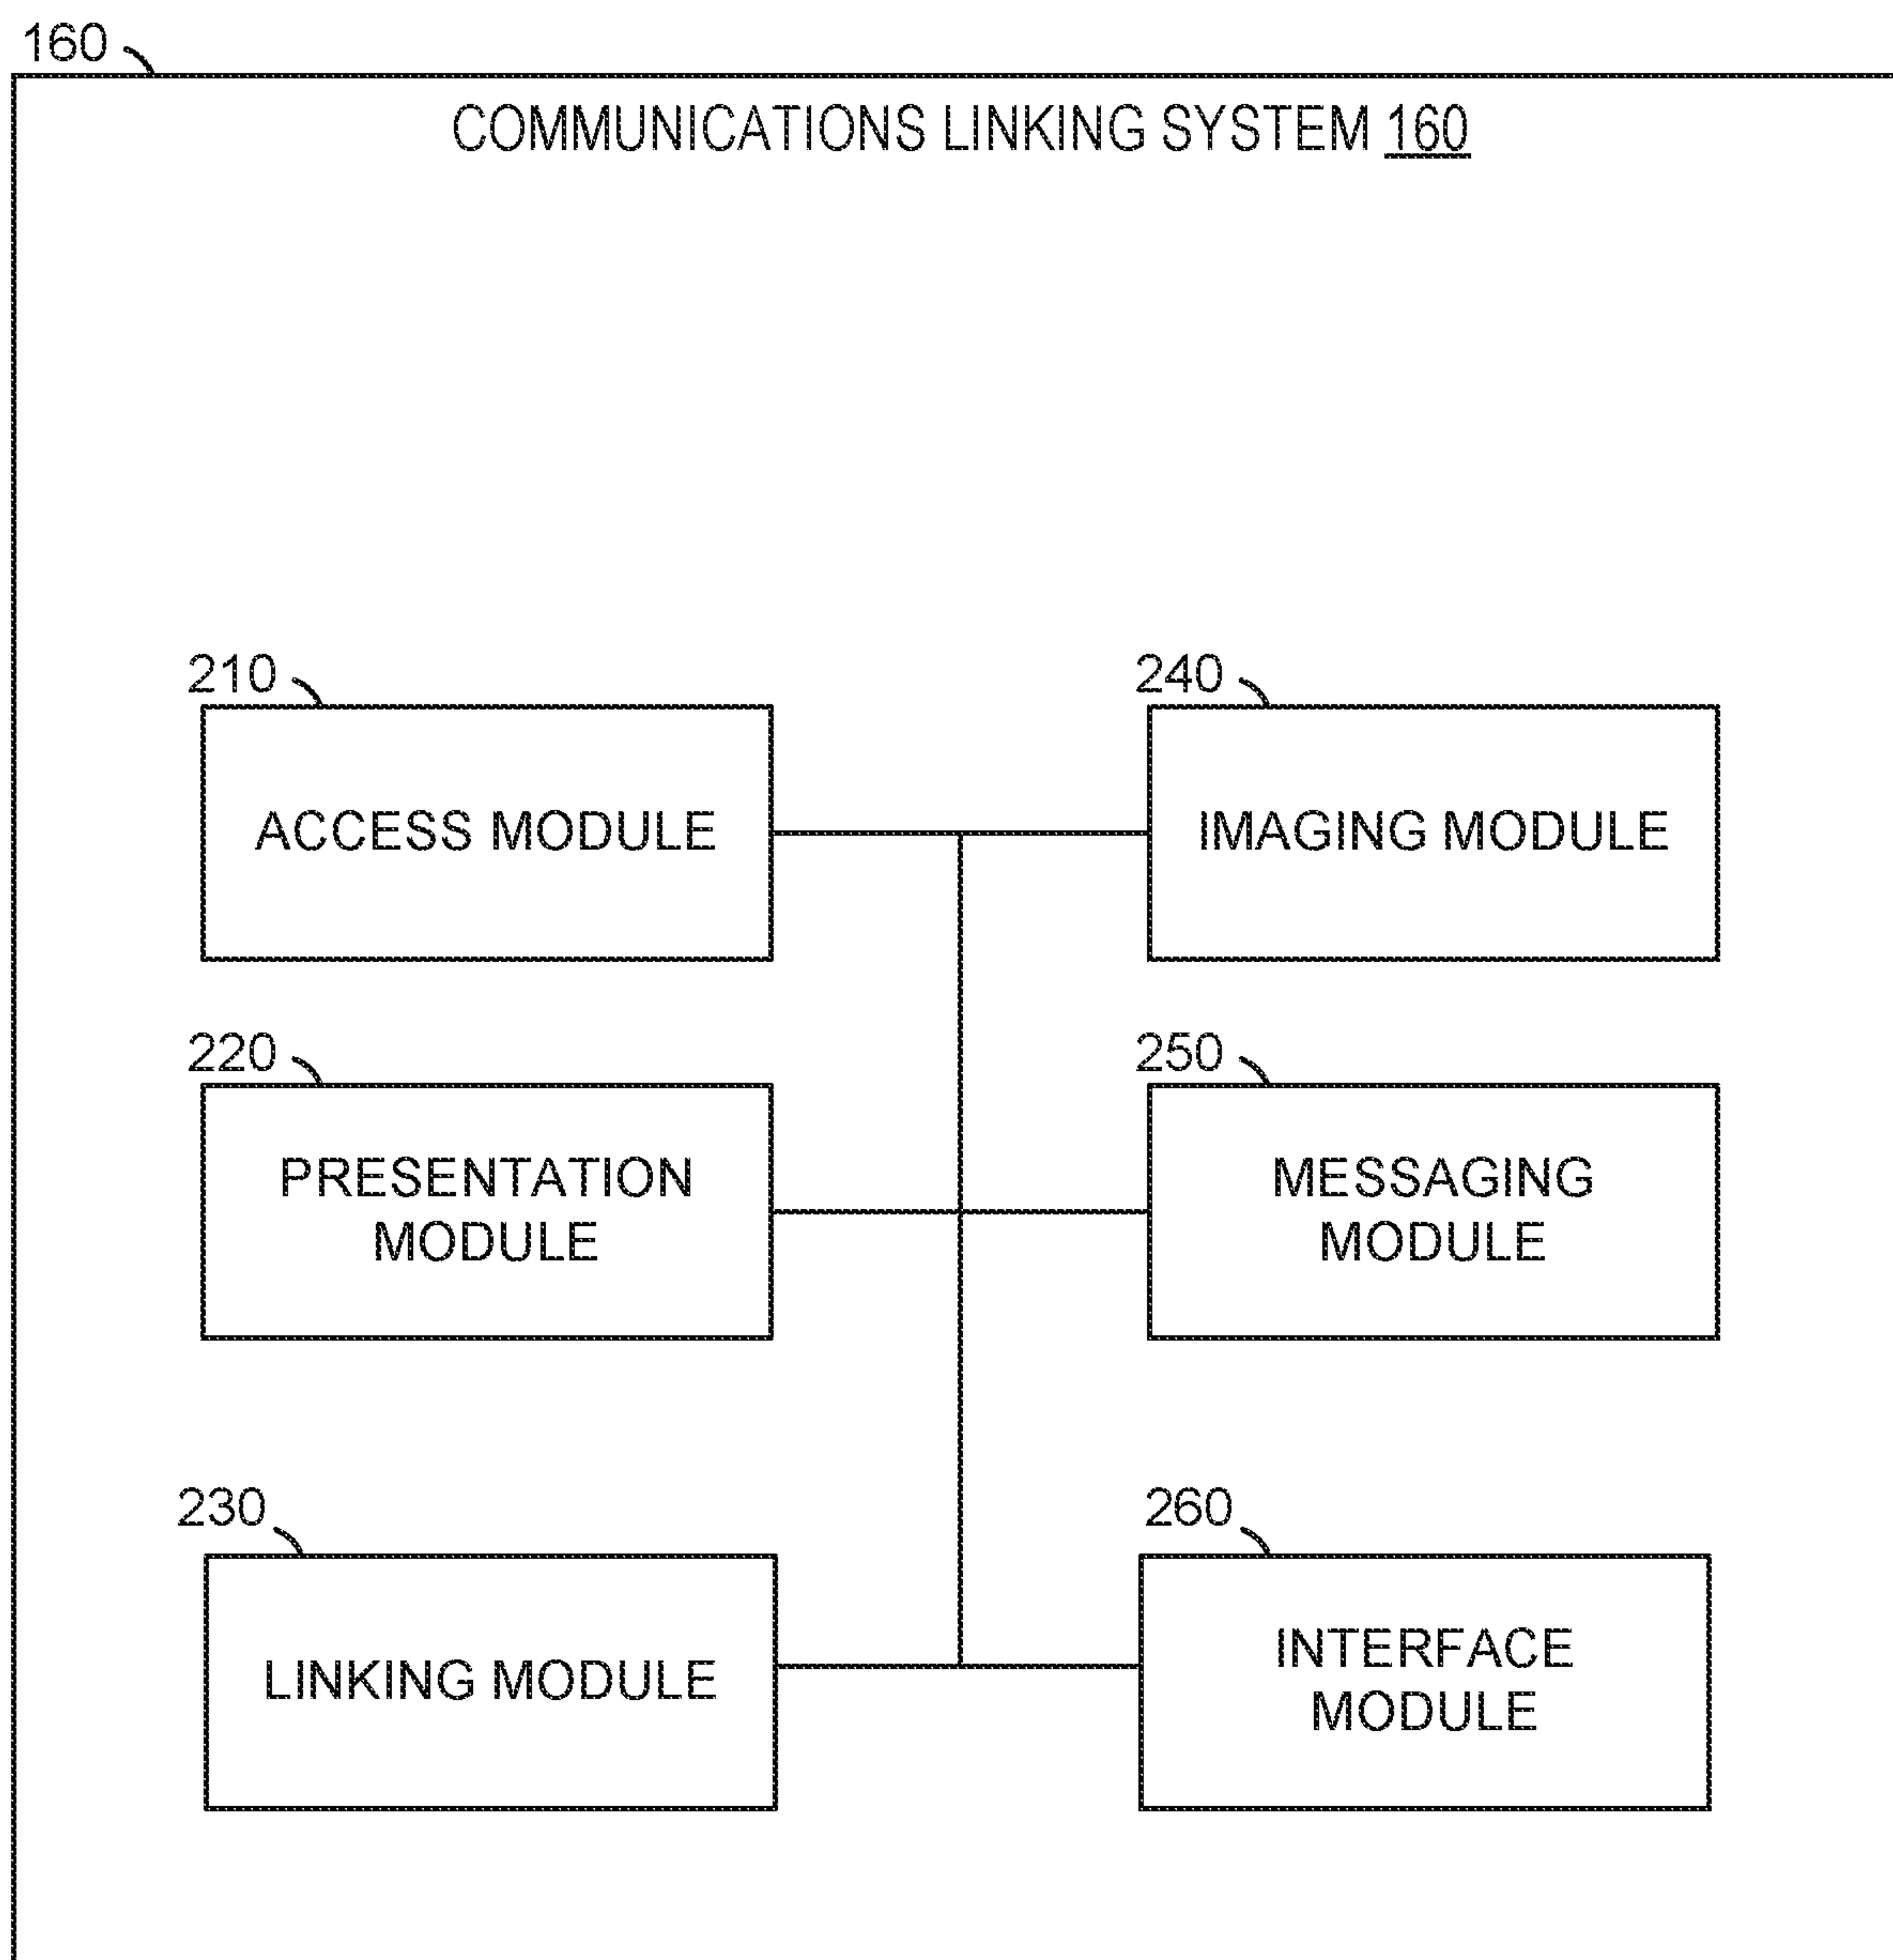 160
COMMUNICATIONS LINKING SYSTEM 160
210
240
ACCESS MODULE
IMAGING MODULE
220
250
PRESENTATION
MODULE
MESSAGING
MODULE
230
260
LINKING MODULE
INTERFACE
MODULE